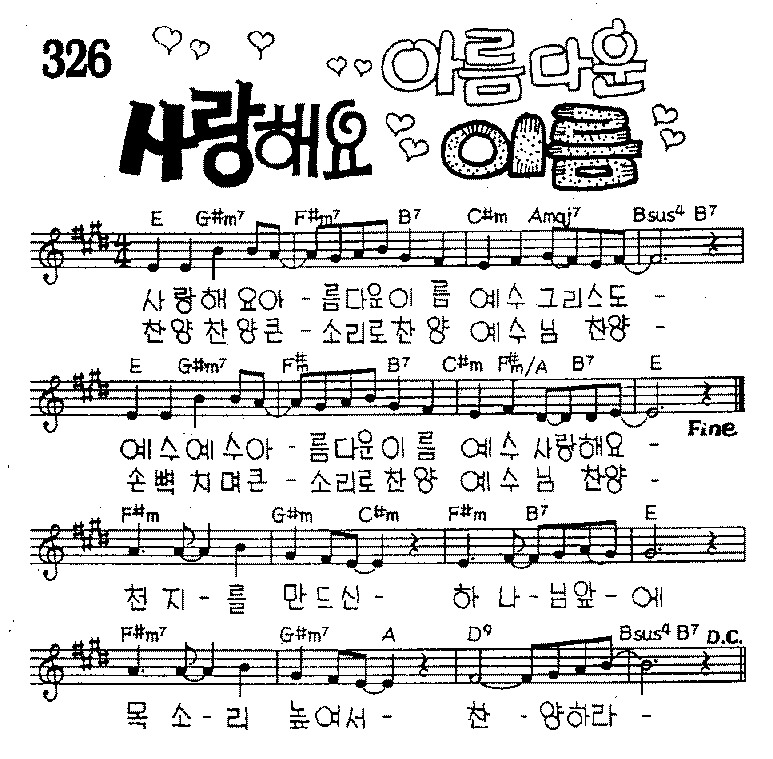 326
사랑해요 아름다운 이름
E G#m7 F#m7 B7 C#m Amaj7 Bsus4 B7
4 4
사랑해요아-름다운이름 예수그리스도-
찬양찬양큰-소리로찬양 예수님 찬양-
E G#m7 F#m B7 C#m F#m/A B7 E
Fine
예수예수아-름다운이름 예수사랑해요-
손뼉치며큰-소리로찬양 예수님 찬양-
F#m G#m C#m F#m B7 E
천지-를 만드신- 하나-님앞-에
F#m7 G#m7 A D9 Bsus4 B7 D.C.
목소-리 높여서- 찬-양하라-